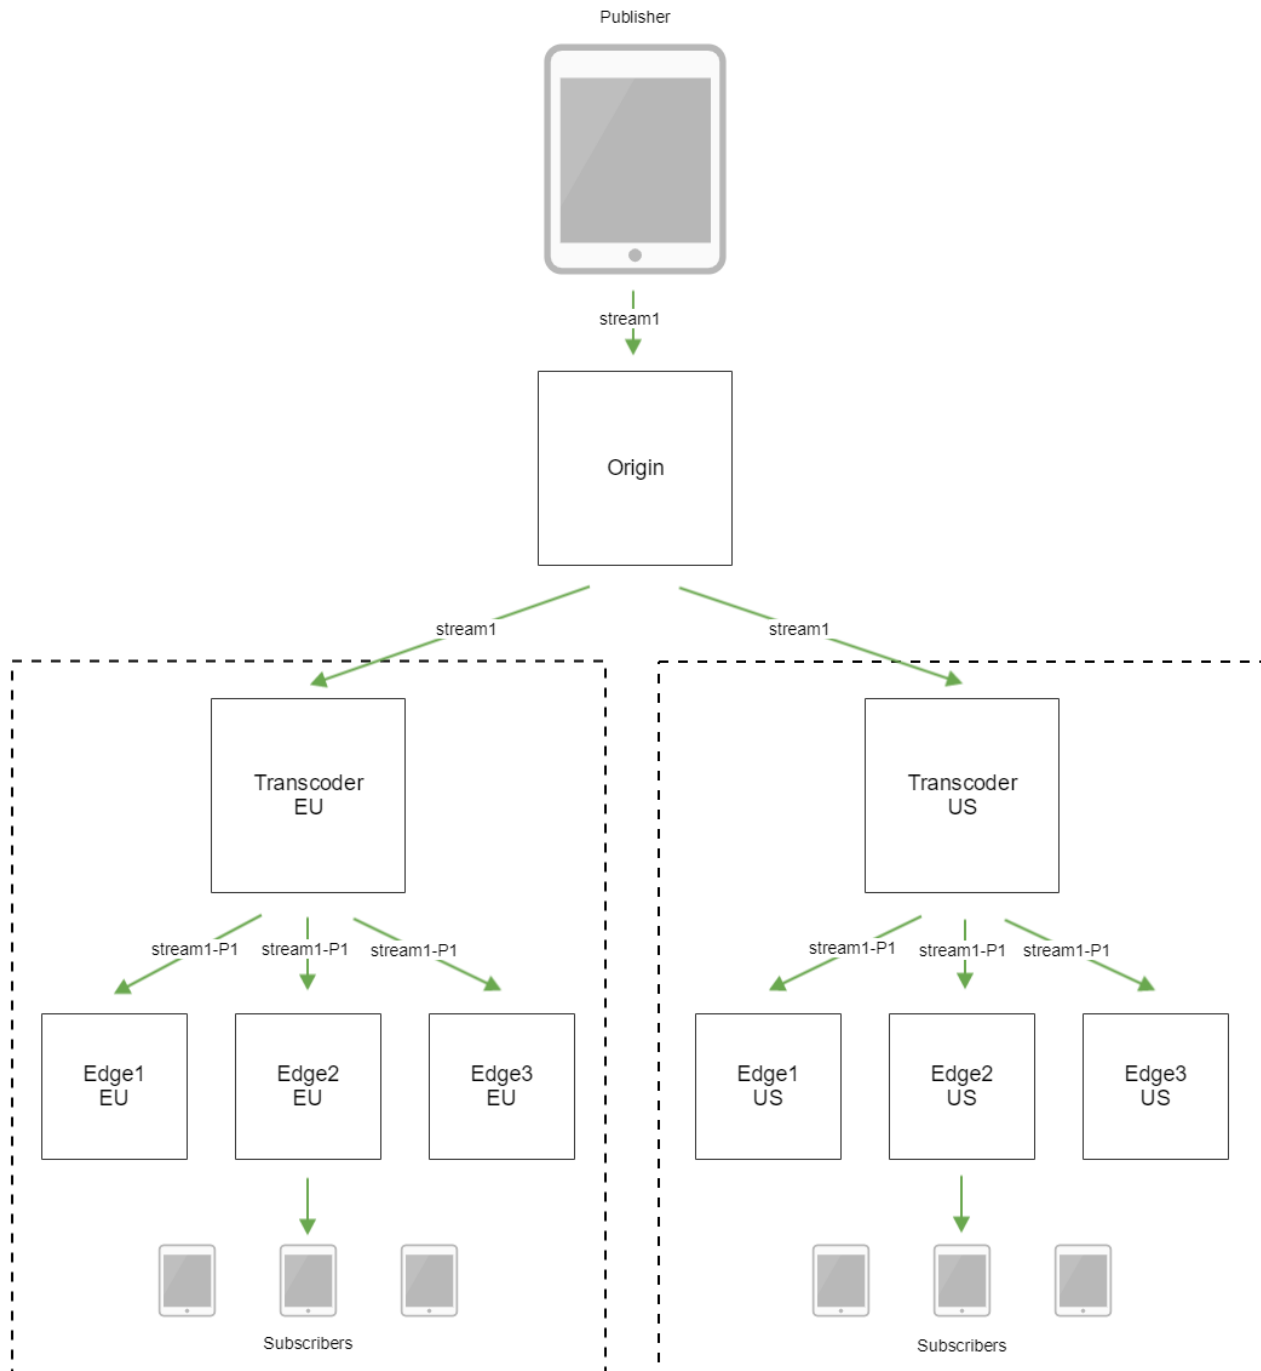 Publisher
stream1
Origin
stream1
stream1
Transcoder
EU
Transcoder
US
stream1-P1
stream1-P1
stream1-P1
stream1-P1
stream1-P1
stream1-P1
Edge1
EU
Edge2
EU
Edge3
EU
Edge1
US
Edge2
US
Edge3
US
Subscribers
Subscribers